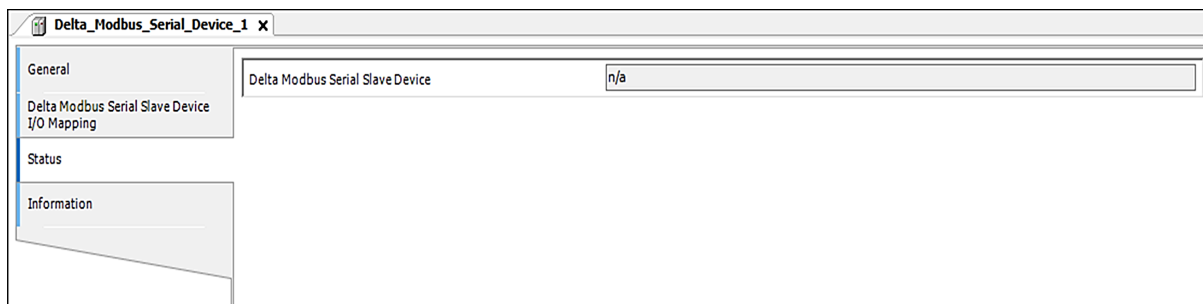 Delta_Modbus_Serial_Device_1 x
General
Delta Modbus Serial Slave Device
I/O Mapping
Status
Information
Delta Modbus Serial Slave Device
n/a